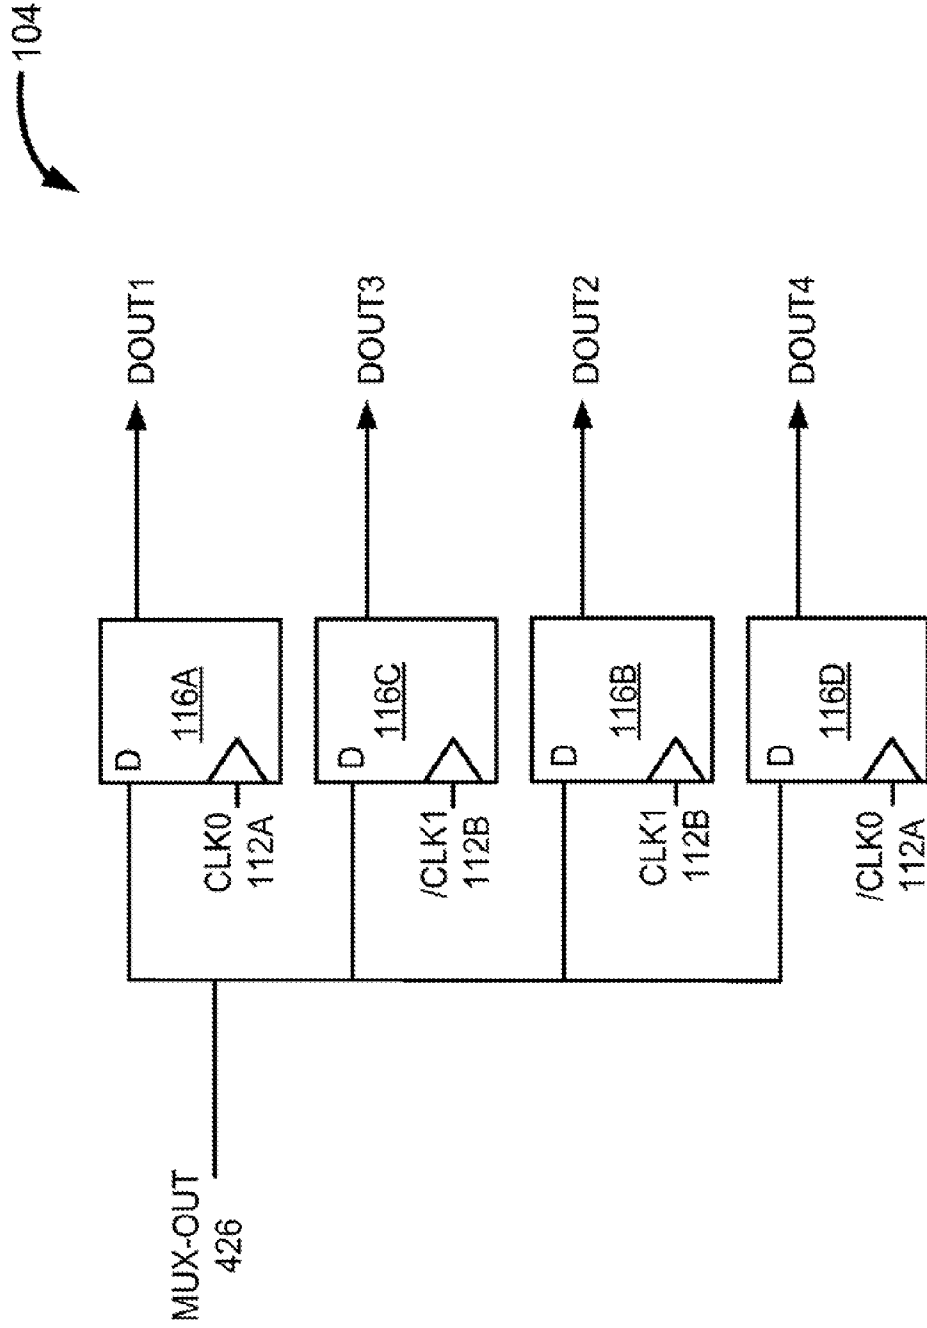 104
MUX-OUT
426
D
116A
CLK0
112A
DOUT1
D
116C
/CLK1
112B
DOUT3
D
116B
CLK1
112B
DOUT2
D
116D
/CLK0
112A
DOUT4